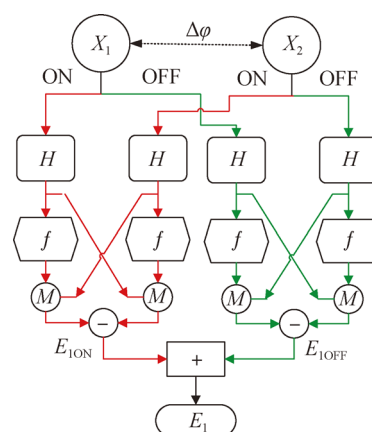 X₁ Δφ X₂
ON OFF ON OFF
H H H H
f f f f
M M M M
− −
E₁ON E₁OFF
+
E₁